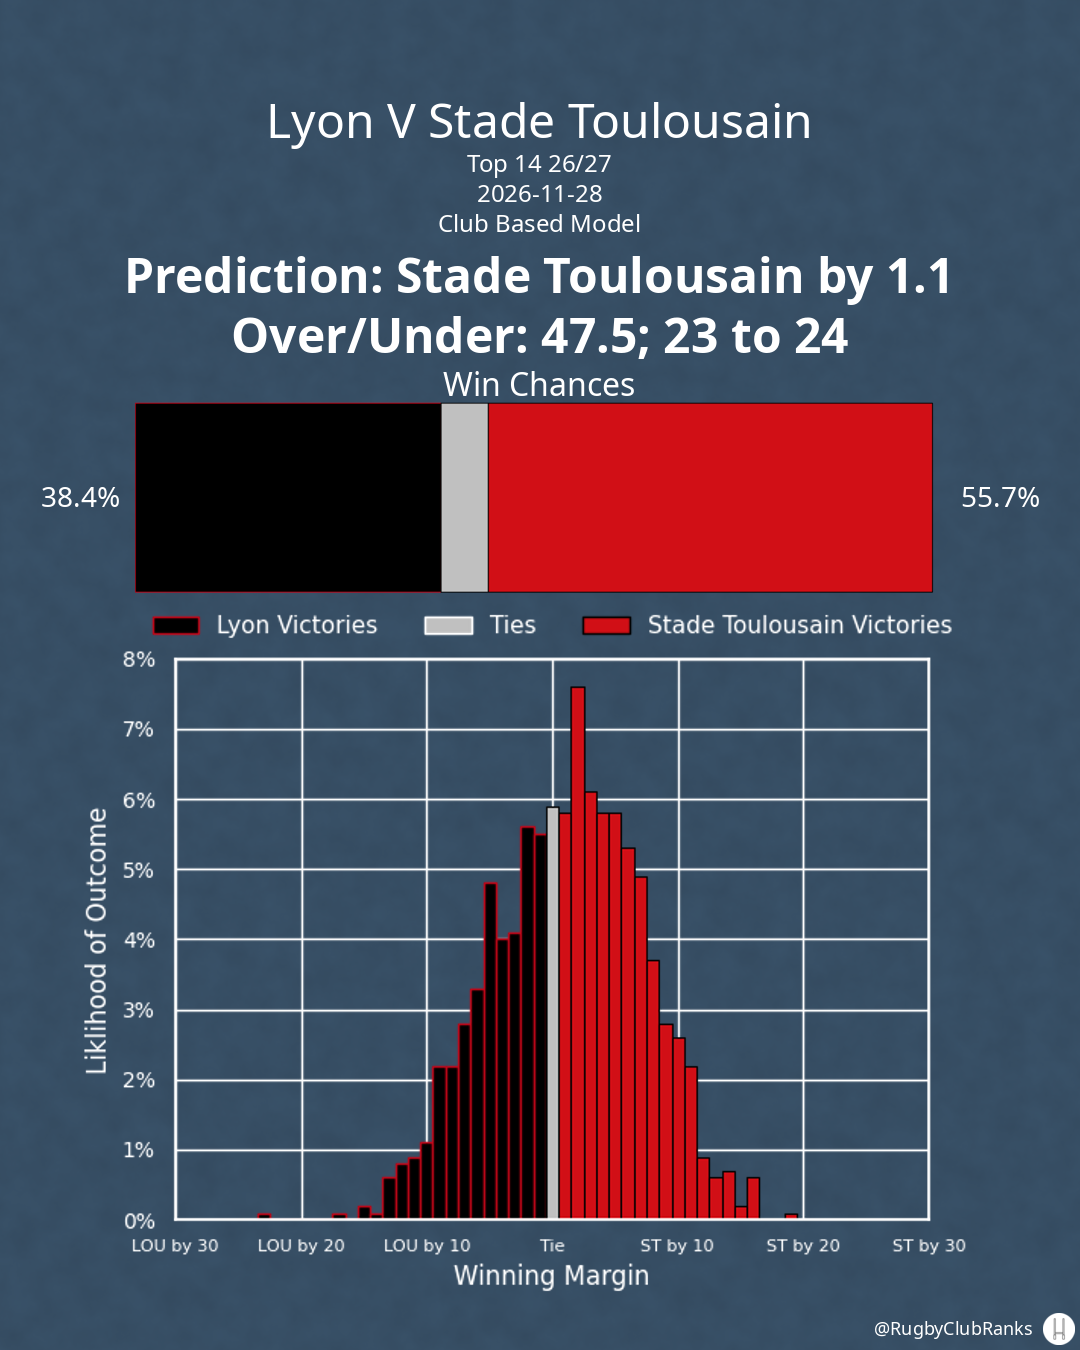 Lyon V Stade Toulousain
Top 14 26/27
2026-11-28
Club Based Model
Prediction: Stade Toulousain by 1.1
Over/Under: 47.5; 23 to 24
Win Chances
38.4%
55.7%
Lyon Victories
Ties
Stade Toulousain Victories
8%
7%
6%
5%
4%
3%
2%
1%
0%
Liklihood of Outcome
LOU by 30
LOU by 20
LOU by 10
Tie
ST by 10
ST by 20
ST by 30
Winning Margin
@RugbyClubRanks